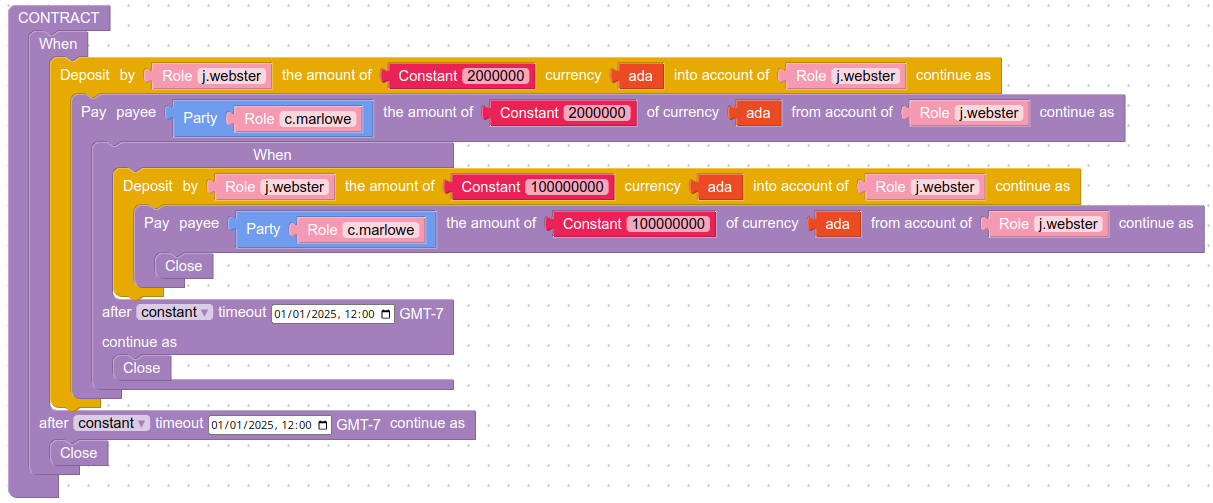 CONTRACT
When
Deposit by Role j.webster the amount of Constant 2000000 currency ada into account of Role j.webster continue as
Pay payee Party Role c.marlowe the amount of Constant 2000000 of currency ada from account of Role j.webster continue as
When
Deposit by Role j.webster the amount of Constant 100000000 currency ada into account of Role j.webster continue as
Pay payee Party Role c.marlowe the amount of Constant 100000000 of currency ada from account of Role j.webster continue as
Close
after constant ▾ timeout 01/01/2025, 12:00 GMT-7
continue as
Close
after constant ▾ timeout 01/01/2025, 12:00 GMT-7 continue as
Close